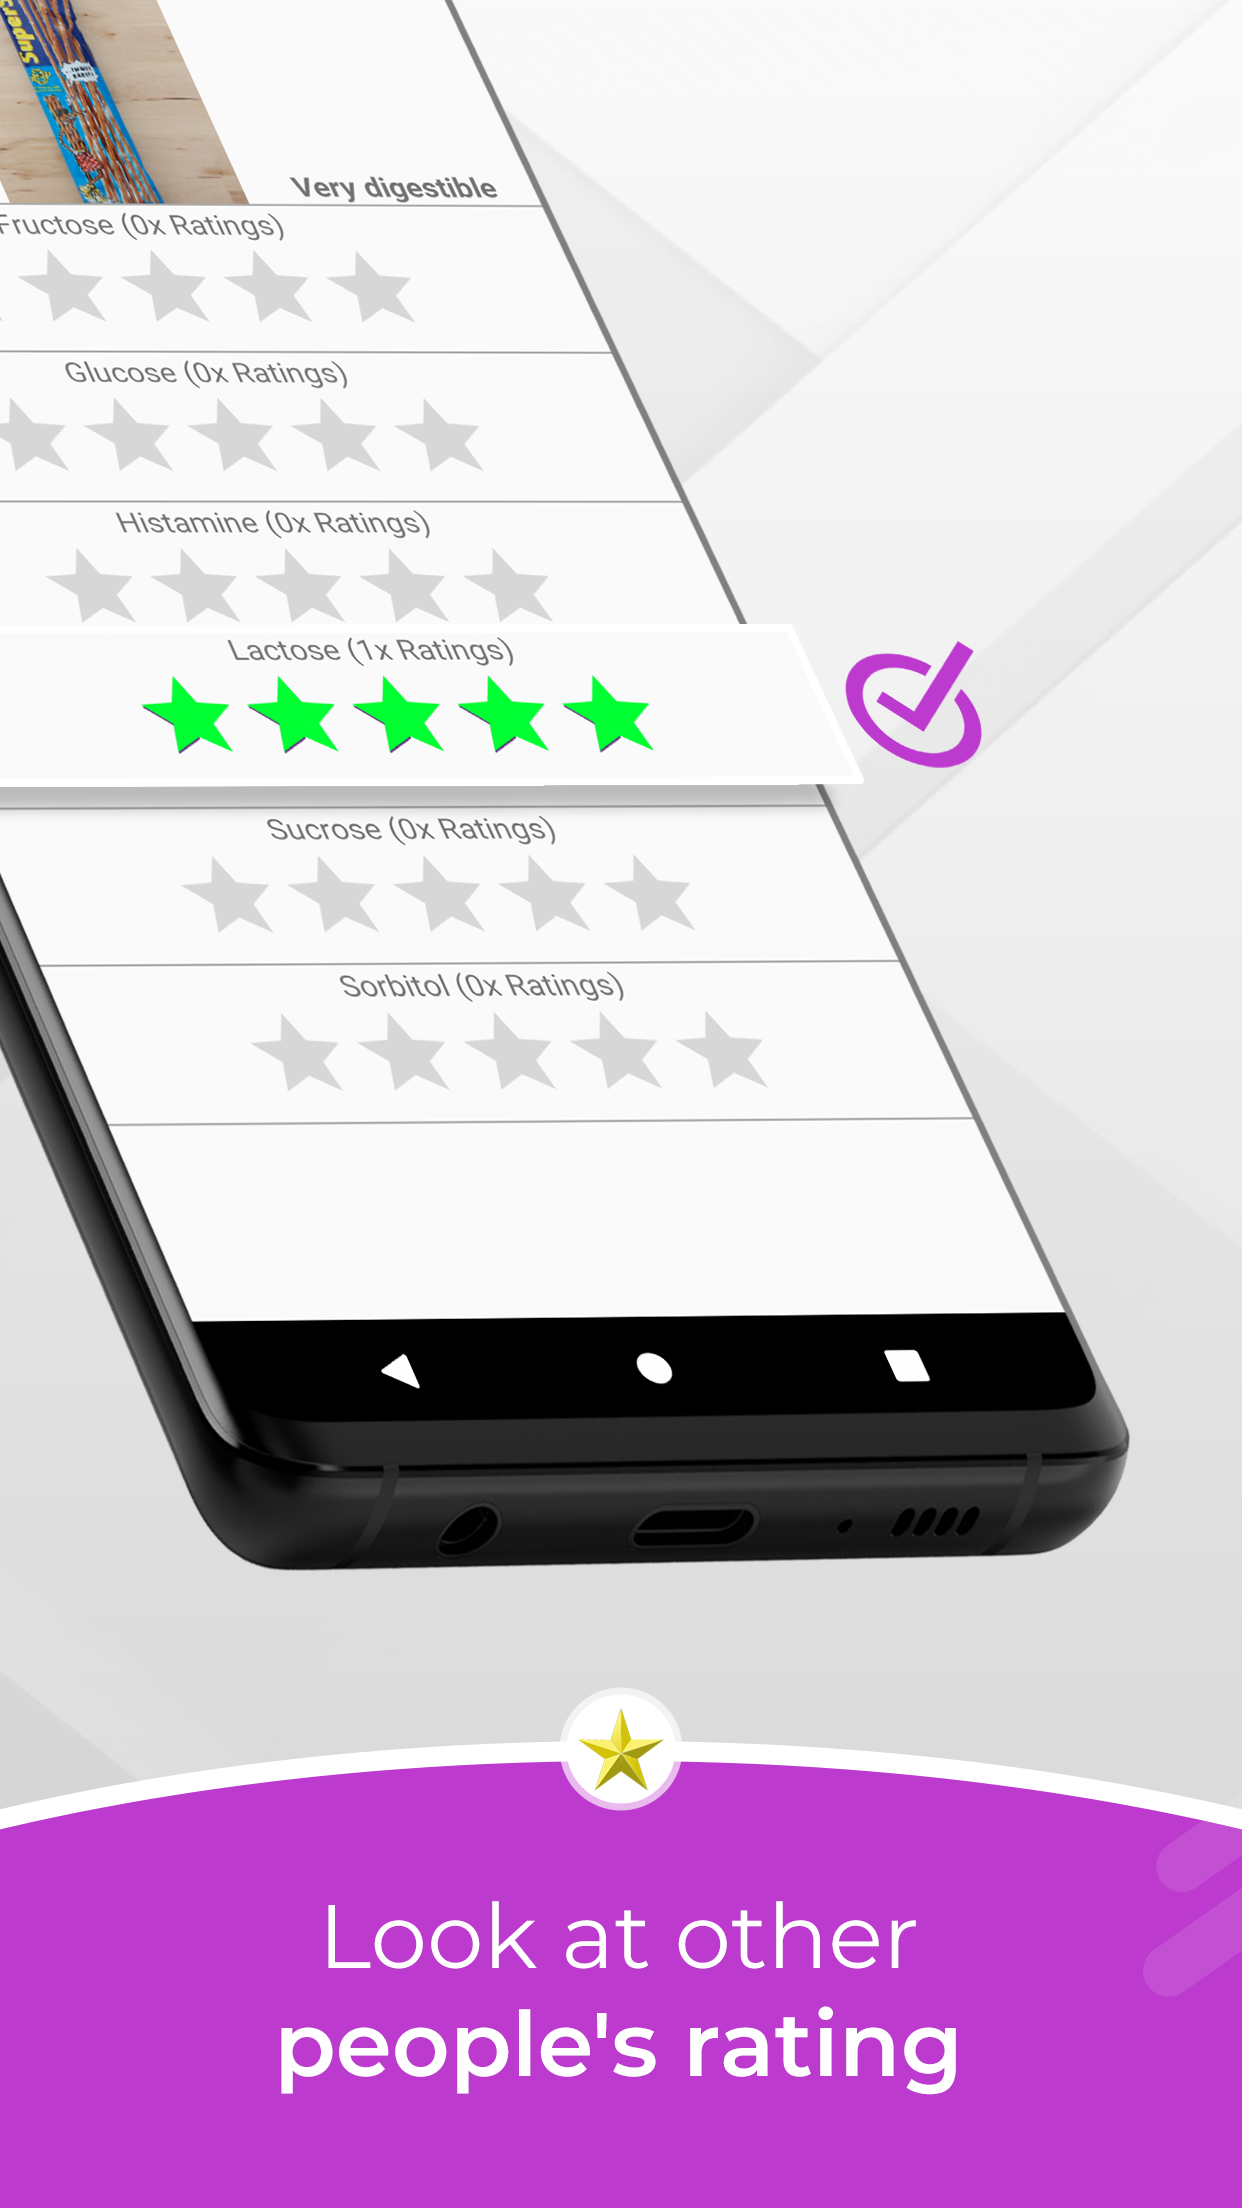 Super
Very digestible
Fructose (0x Ratings)
Glucose (0x Ratings)
Histamine (0x Ratings)
Lactose (1x Ratings)
Sucrose (0x Ratings)
Sorbitol (0x Ratings)
Look at other
people's rating